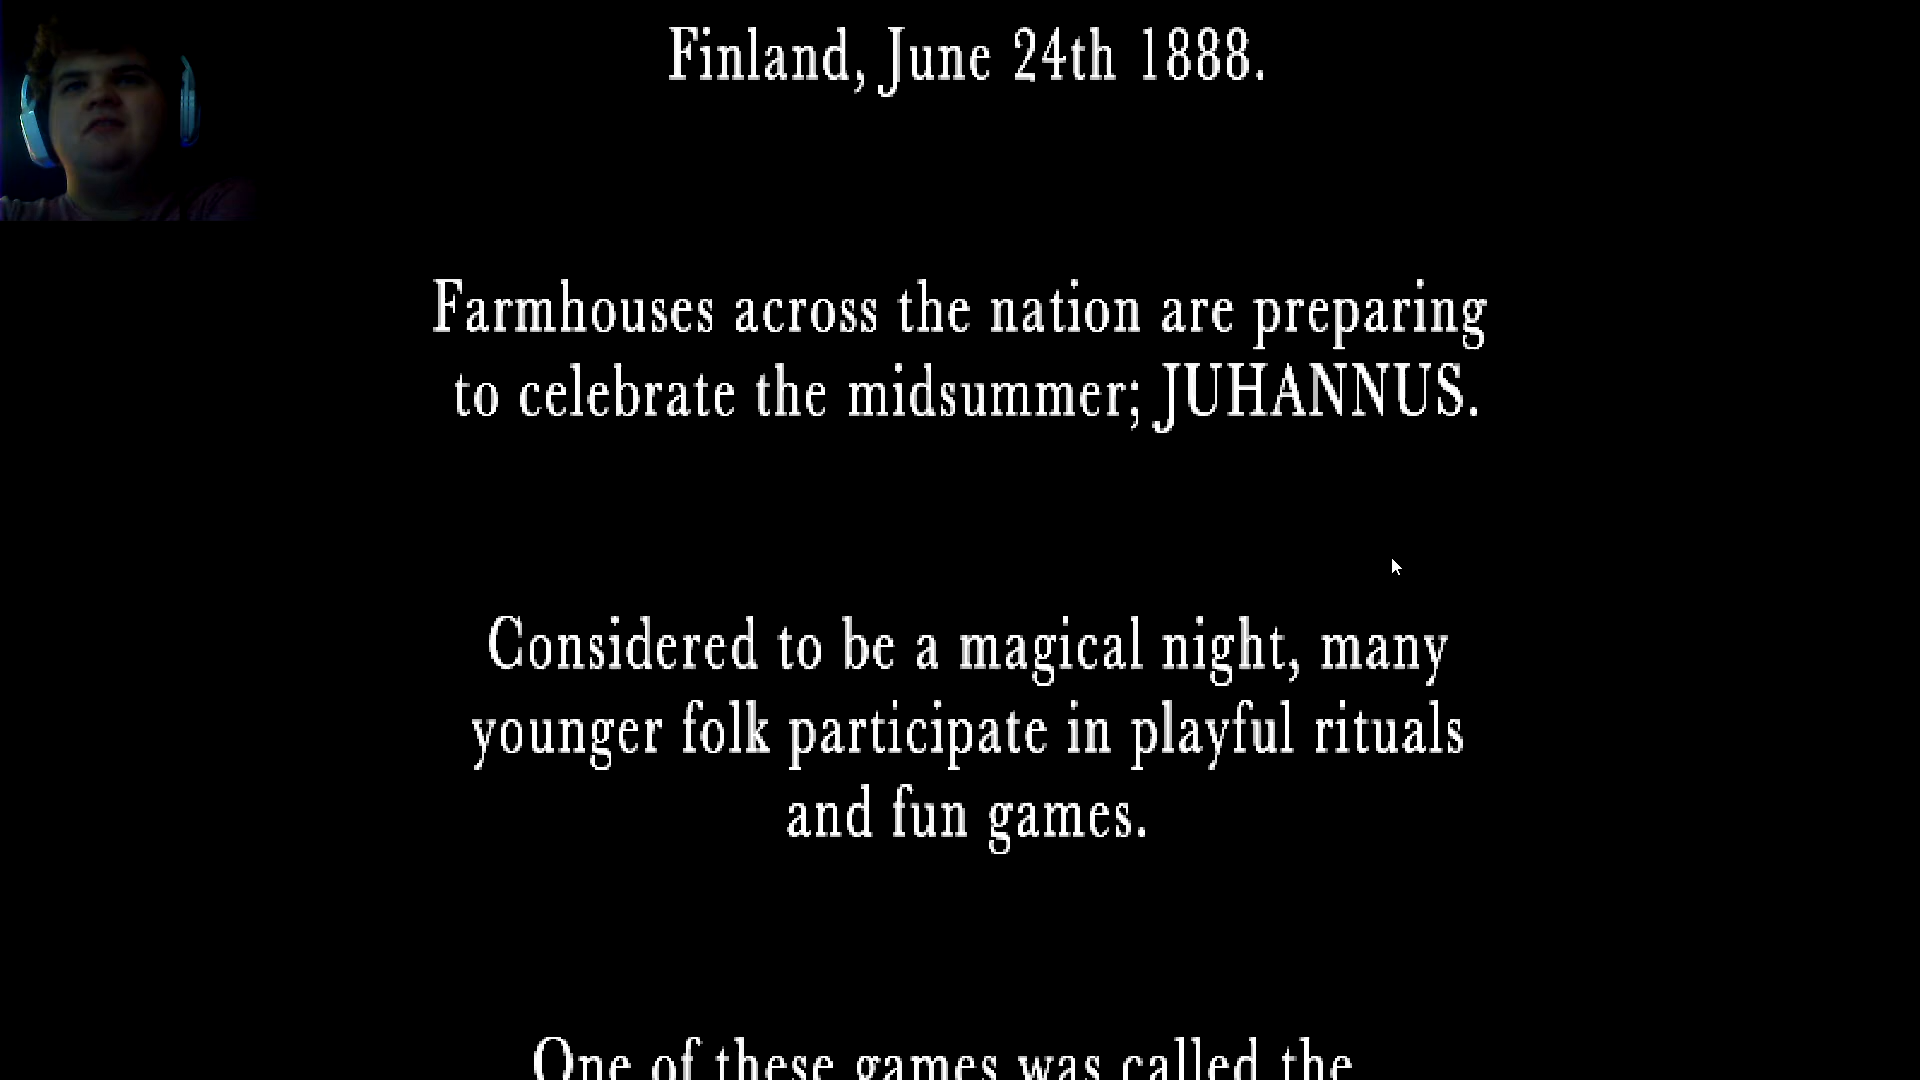 Finland, June 24th 1888.
Farmhouses across the nation are preparing
to celebrate the midsummer; JUHANNUS.
Considered to be a magical night, many
younger folk participate in playful rituals
and fun games.
One of these games was called the